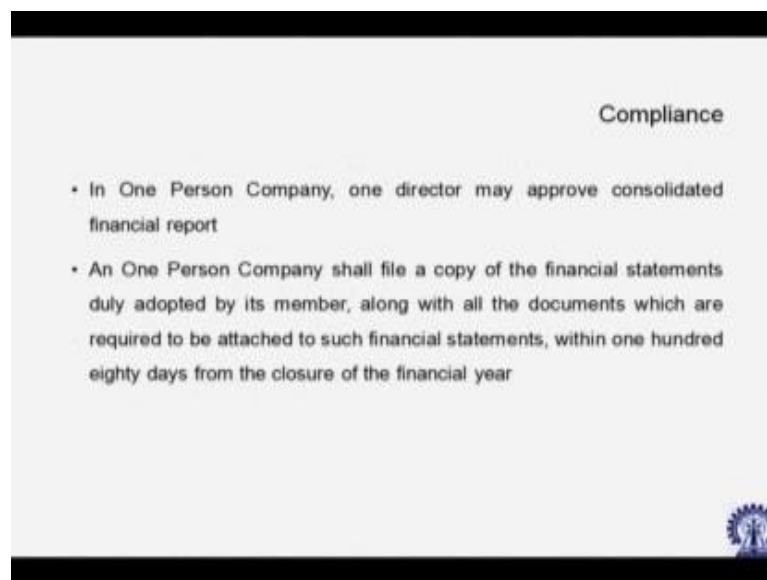 Compliance
• In One Person Company, one director may approve consolidated
financial report
• An One Person Company shall file a copy of the financial statements
duly adopted by its member, along with all the documents which are
required to be attached to such financial statements, within one hundred
eighty days from the closure of the financial year